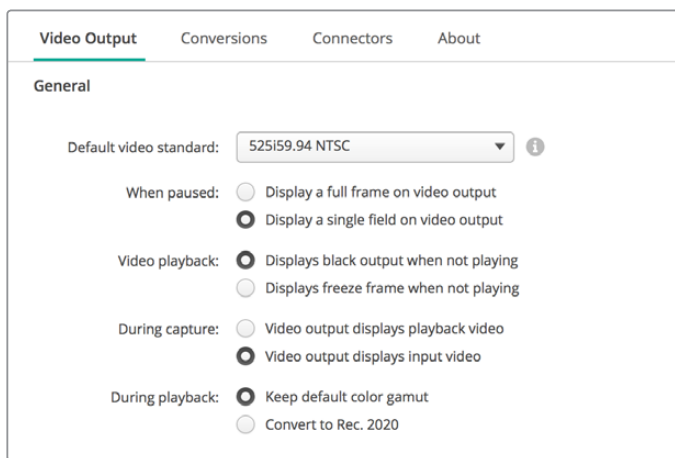 Video Output Conversions Connectors About
General
Default video standard: 525i59.94 NTSC
When paused: Display a full frame on video output
Display a single field on video output
Video playback: Displays black output when not playing
Displays freeze frame when not playing
During capture: Video output displays playback video
Video output displays input video
During playback: Keep default color gamut
Convert to Rec. 2020